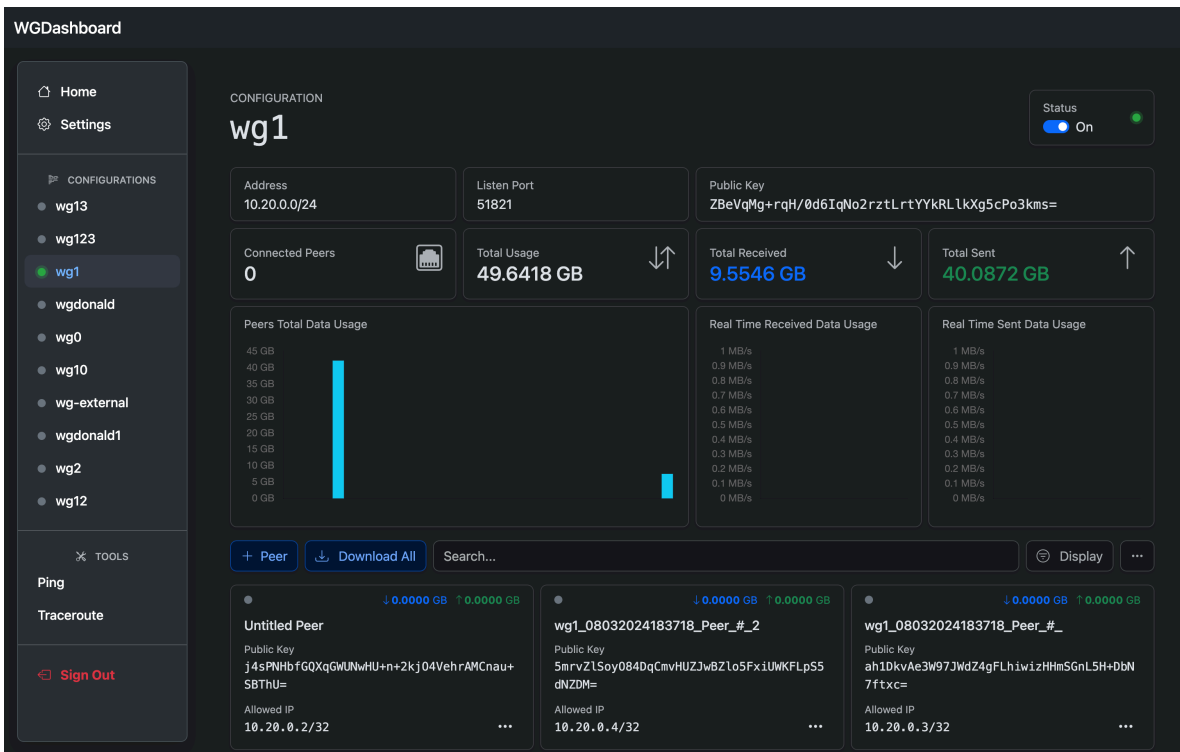 WGDashboard
Home
Settings
CONFIGURATIONS
wg13
wg123
wg1
wgdonald
wg0
wg10
wg-external
wgdonald1
wg2
wg12
TOOLS
Ping
Traceroute
Sign Out
CONFIGURATION
wg1
Status
On
Address
10.20.0.0/24
Listen Port
51821
Public Key
ZBeVqMg+rqH/0d6IqNo2rztLrtYYkRLlkXg5cPo3kms=
Connected Peers
0
Total Usage
49.6418 GB
Total Received
9.5546 GB
Total Sent
40.0872 GB
Peers Total Data Usage
45 GB
40 GB
35 GB
30 GB
25 GB
20 GB
15 GB
10 GB
5 GB
0 GB
Real Time Received Data Usage
1 MB/s
0.9 MB/s
0.8 MB/s
0.7 MB/s
0.6 MB/s
0.5 MB/s
0.4 MB/s
0.3 MB/s
0.2 MB/s
0.1 MB/s
0 MB/s
Real Time Sent Data Usage
1 MB/s
0.9 MB/s
0.8 MB/s
0.7 MB/s
0.6 MB/s
0.5 MB/s
0.4 MB/s
0.3 MB/s
0.2 MB/s
0.1 MB/s
0 MB/s
+ Peer
Download All
Search...
Display
···
↓0.0000 GB ↑0.0000 GB
Untitled Peer
Public Key
j4sPNHbfGQXqGWUNwHU+n+2kjO4VehrAMCnau+
SBThU=
Allowed IP
10.20.0.2/32
···
↓0.0000 GB ↑0.0000 GB
wg1_08032024183718_Peer_#_2
Public Key
5mrvZlSoyO84DqCmvHUZJwBZlo5FxiUWKFLpS5
dNZDM=
Allowed IP
10.20.0.4/32
···
↓0.0000 GB ↑0.0000 GB
wg1_08032024183718_Peer_#_
Public Key
ah1DkvAe3W97JWdZ4gFLhiwizHHmSGnL5H+DbN
7ftxc=
Allowed IP
10.20.0.3/32
···